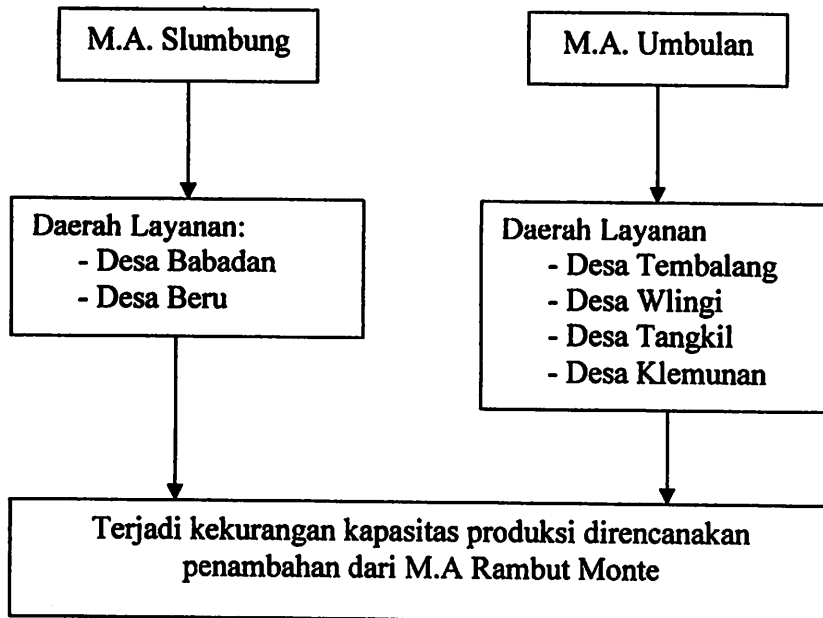 M.A. Slumbung
M.A. Umbulan
Daerah Layanan:
- Desa Babadan
- Desa Beru
Daerah Layanan
- Desa Tembalang
- Desa Wlingi
- Desa Tangkil
- Desa Klemunan
Terjadi kekurangan kapasitas produksi direncanakan
penambahan dari M.A Rambut Monte